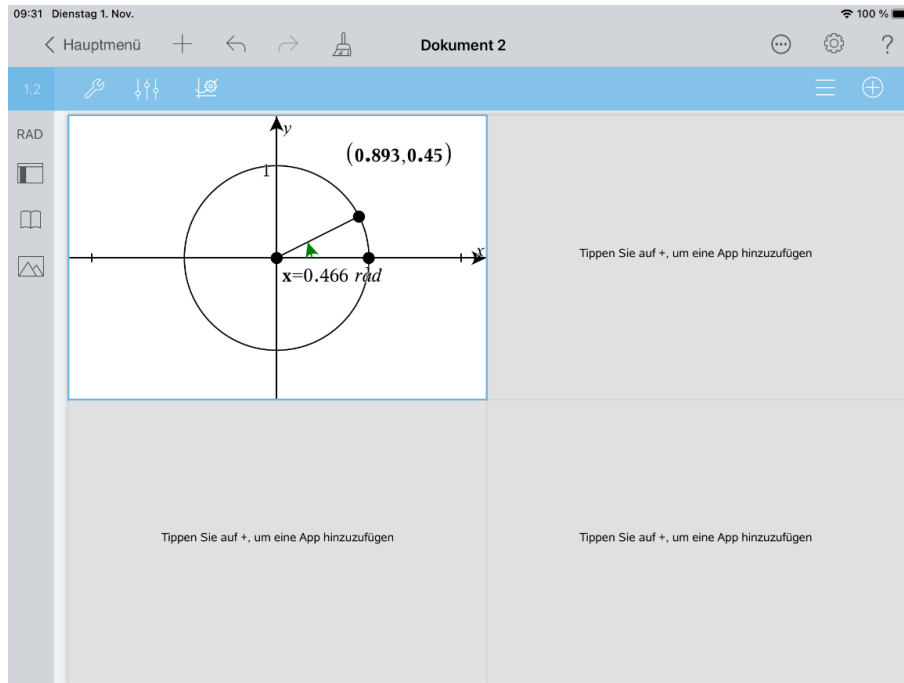 09:31 Dienstag 1. Nov.
100 %
Hauptmenü
Dokument 2
?
1.2
RAD
y
(0.893,0.45)
1
x
x=0.466 rad
Tippen Sie auf +, um eine App hinzuzufügen
Tippen Sie auf +, um eine App hinzuzufügen
Tippen Sie auf +, um eine App hinzuzufügen